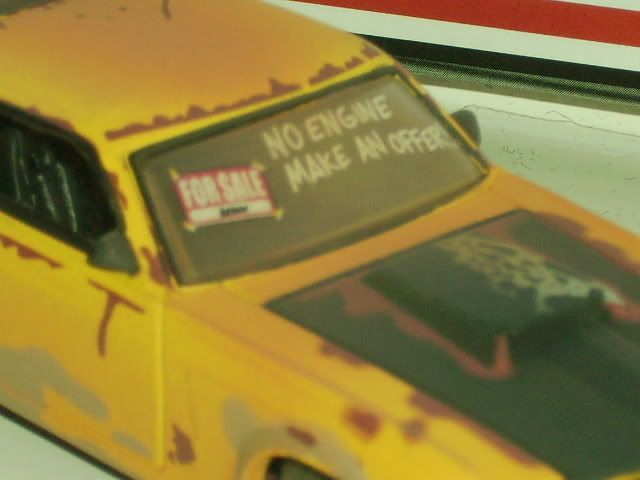 NO ENGINE
MAKE AN OFFER
FOR SALE